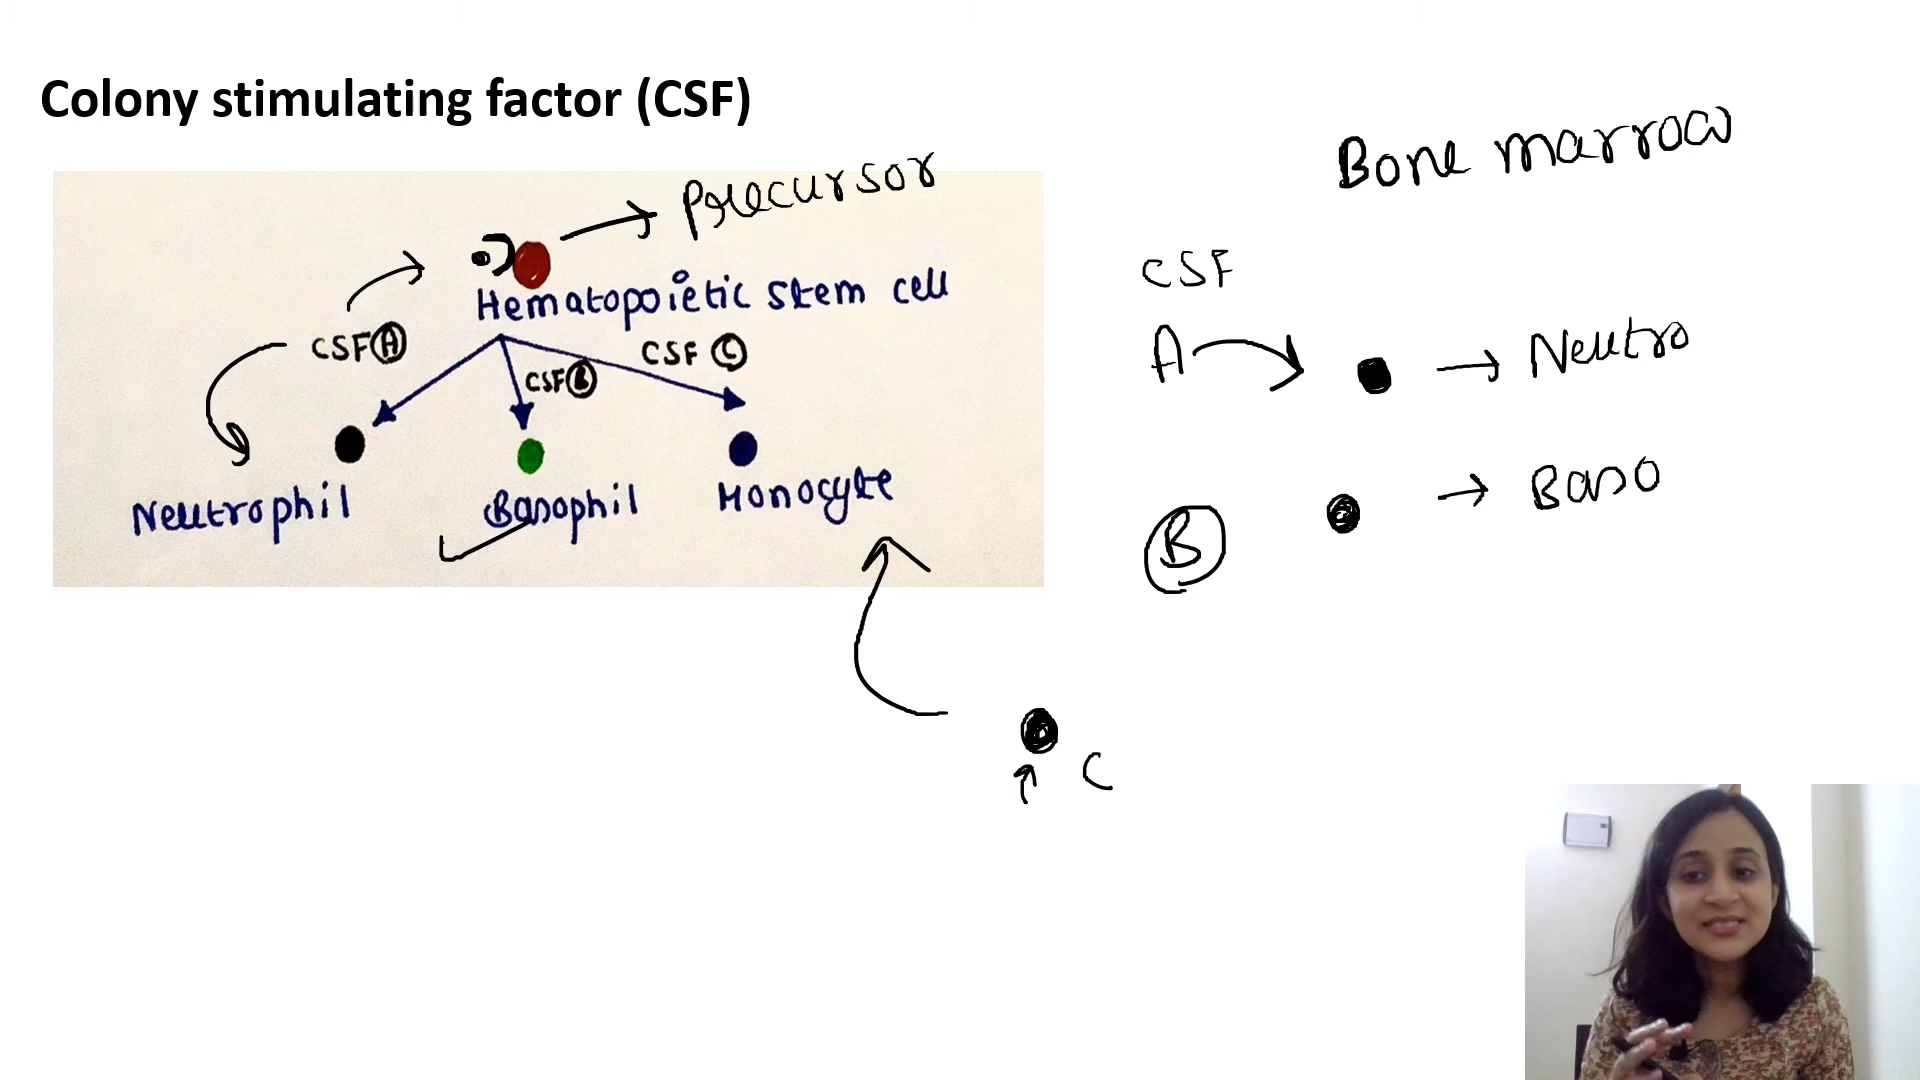 Colony stimulating factor (CSF)
Bone marrow
Precursor
Hematopoietic Stem cell
CSF A
CSF B
CSF C
Neutrophil
Basophil
Monocyte
CSF
A → Neutro
B → Baso
↑ C